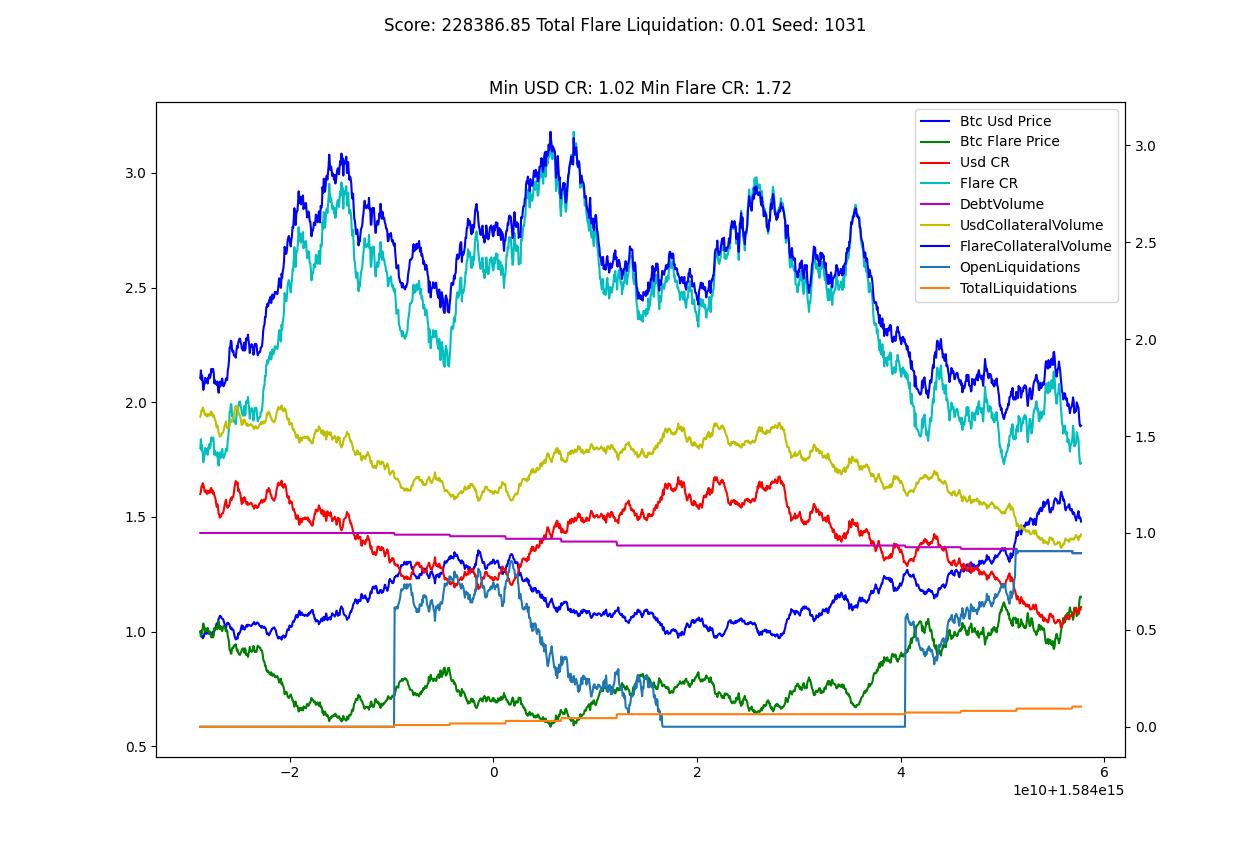 Score: 228386.85 Total Flare Liquidation: 0.01 Seed: 1031
Min USD CR: 1.02 Min Flare CR: 1.72
Btc Usd Price
Btc Flare Price
Usd CR
Flare CR
DebtVolume
UsdCollateralVolume
FlareCollateralVolume
OpenLiquidations
TotalLiquidations
3.0
2.5
2.0
1.5
1.0
0.5
3.0
2.5
2.0
1.5
1.0
0.5
0.0
−2
0
2
4
6
1e10+1.584e15